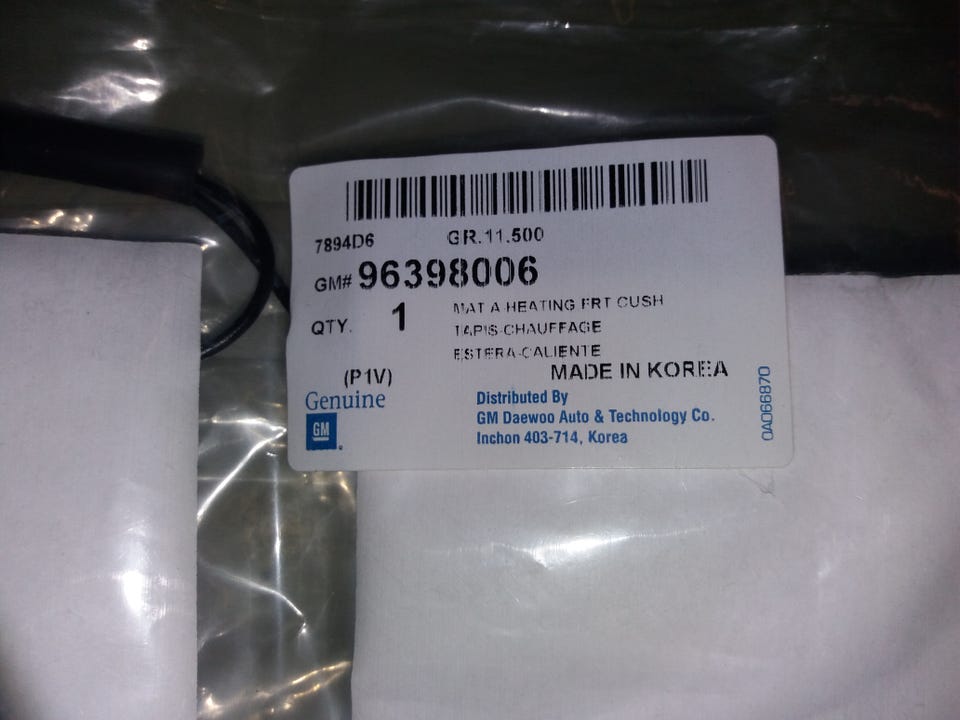 7894D6 GR.11.500
GM# 96398006
QTY. 1 MAT A-HEATING FRT CUSH
TAPIS-CHAUFFAGE
ESTERA-CALIENTE
(P1V) MADE IN KOREA
Genuine
GM
Distributed By
GM Daewoo Auto & Technology Co.
Inchon 403-714, Korea
0A066870